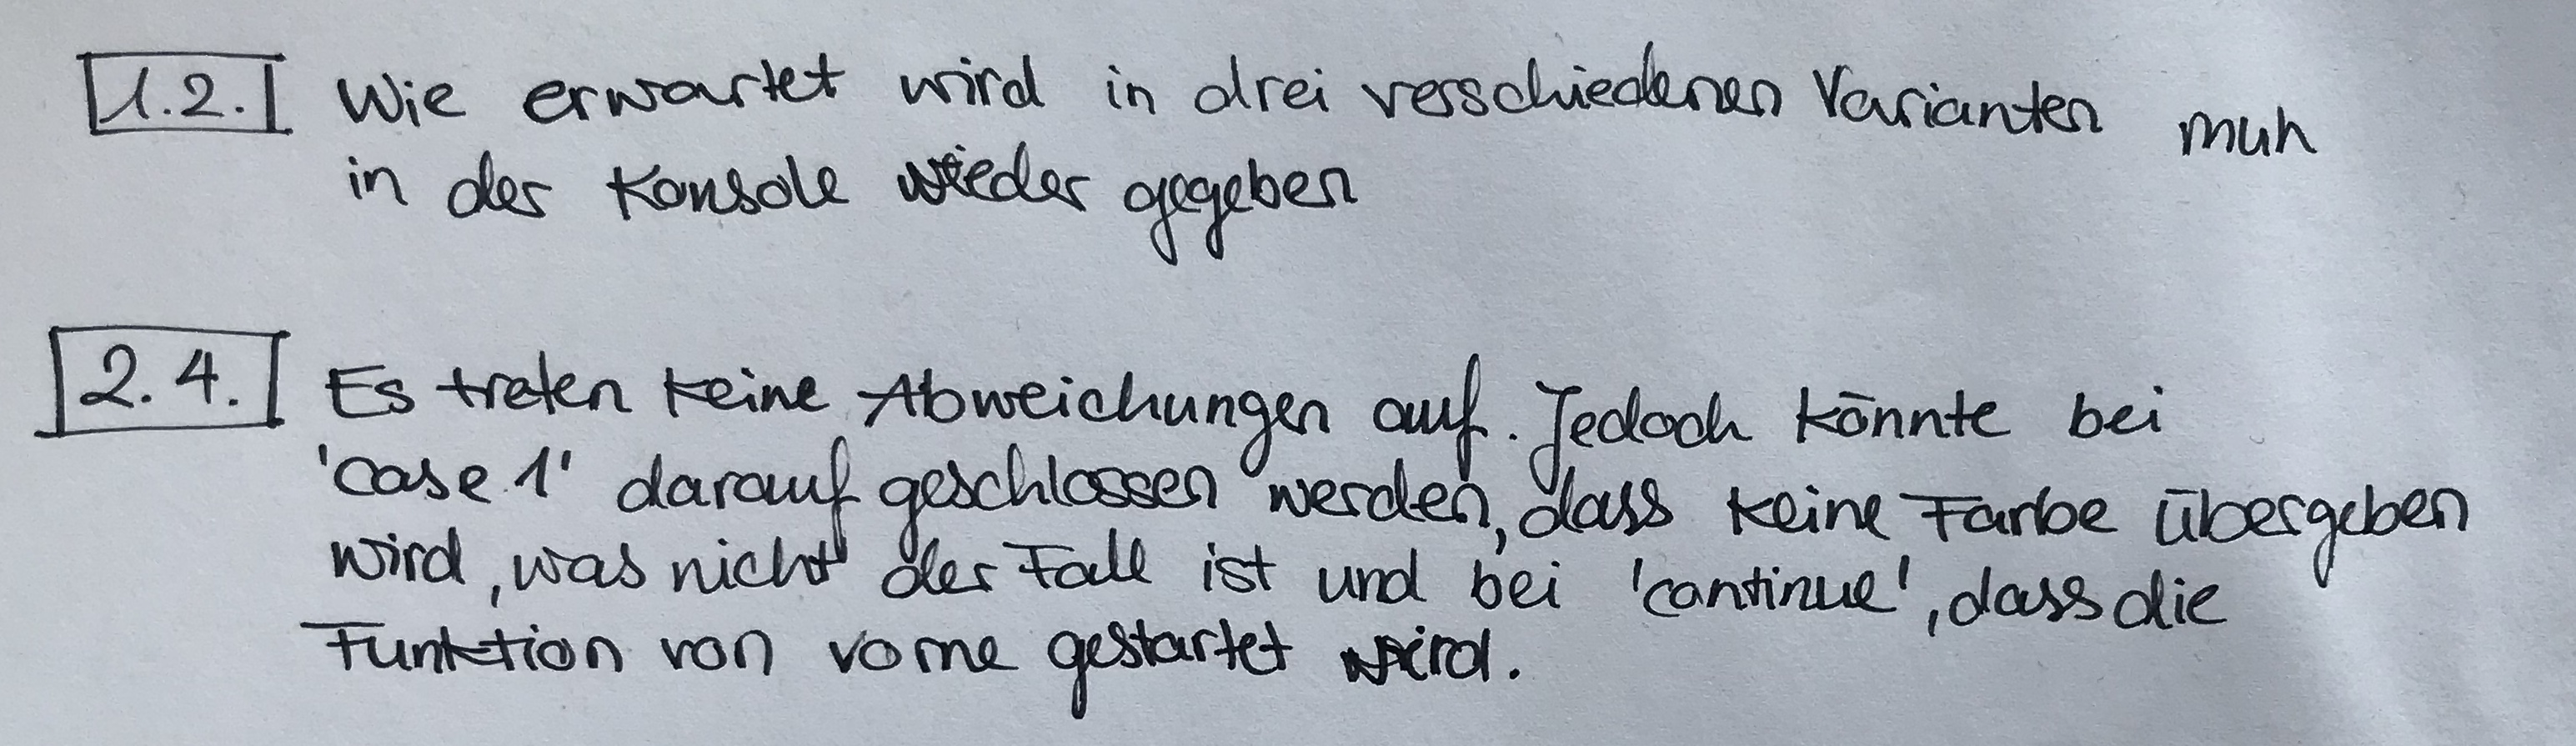 1.2. Wie erwartet wird in drei verschiedenen Varianten muh
in der Konsole wieder gegeben
2.4. Es treten keine Abweichungen auf. Jedoch könnte bei
'case 1' darauf geschlossen werden, dass keine Farbe übergeben
wird, was nicht der Fall ist und bei 'continue', dass die
Funktion von vorne gestartet wird.